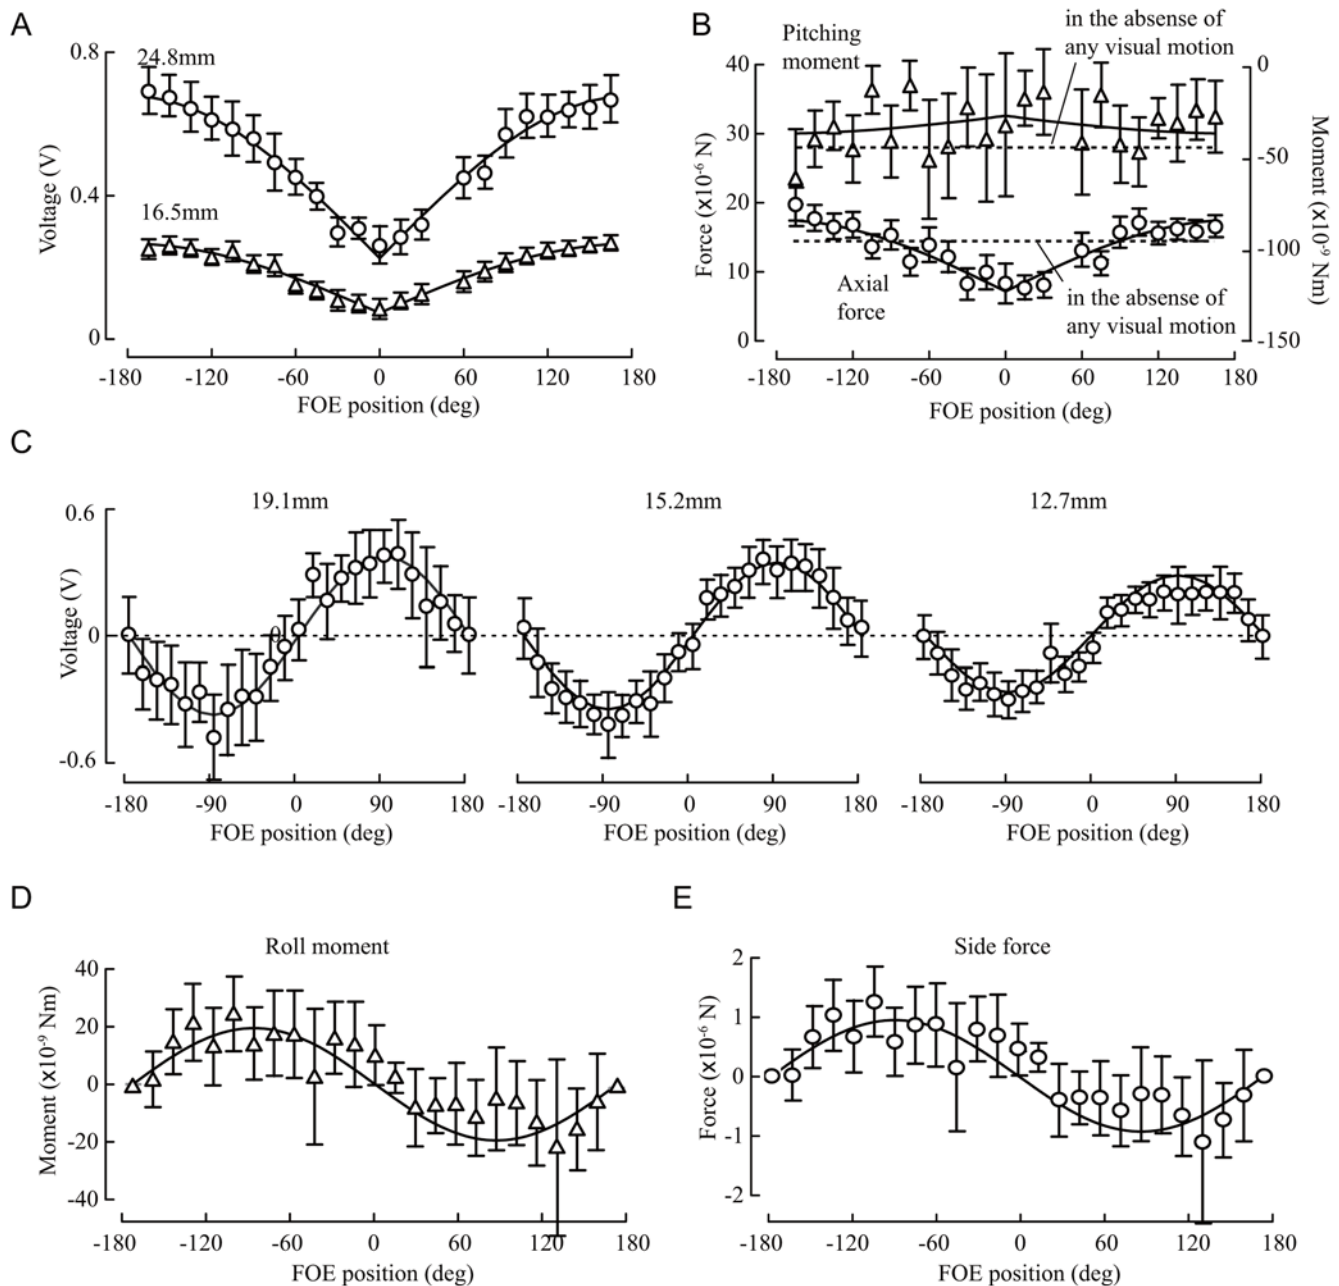 A
24.8mm
16.5mm
0.8
0.4
0
Voltage (V)
-180 -120 -60 0 60 120 180
FOE position (deg)
B
Pitching
moment
in the absense of
any visual motion
40
30
20
10
0
Force (x10⁻⁶ N)
0
-50
-100
-150
Moment (x10⁻⁹ Nm)
Axial
force
in the absense of
any visual motion
-180 -120 -60 0 60 120 180
FOE position (deg)
C
19.1mm 15.2mm 12.7mm
0.6
0
-0.6
Voltage (V)
0
-180 -90 0 90 180
FOE position (deg)
-180 -90 0 90 180
FOE position (deg)
-180 -90 0 90 180
FOE position (deg)
D
Roll moment
40
20
0
-20
-40
Moment (x10⁻⁹ Nm)
-180 -120 -60 0 60 120 180
FOE position (deg)
E
Side force
2
1
0
-1
-2
Force (x10⁻⁶ N)
-180 -120 -60 0 60 120 180
FOE position (deg)